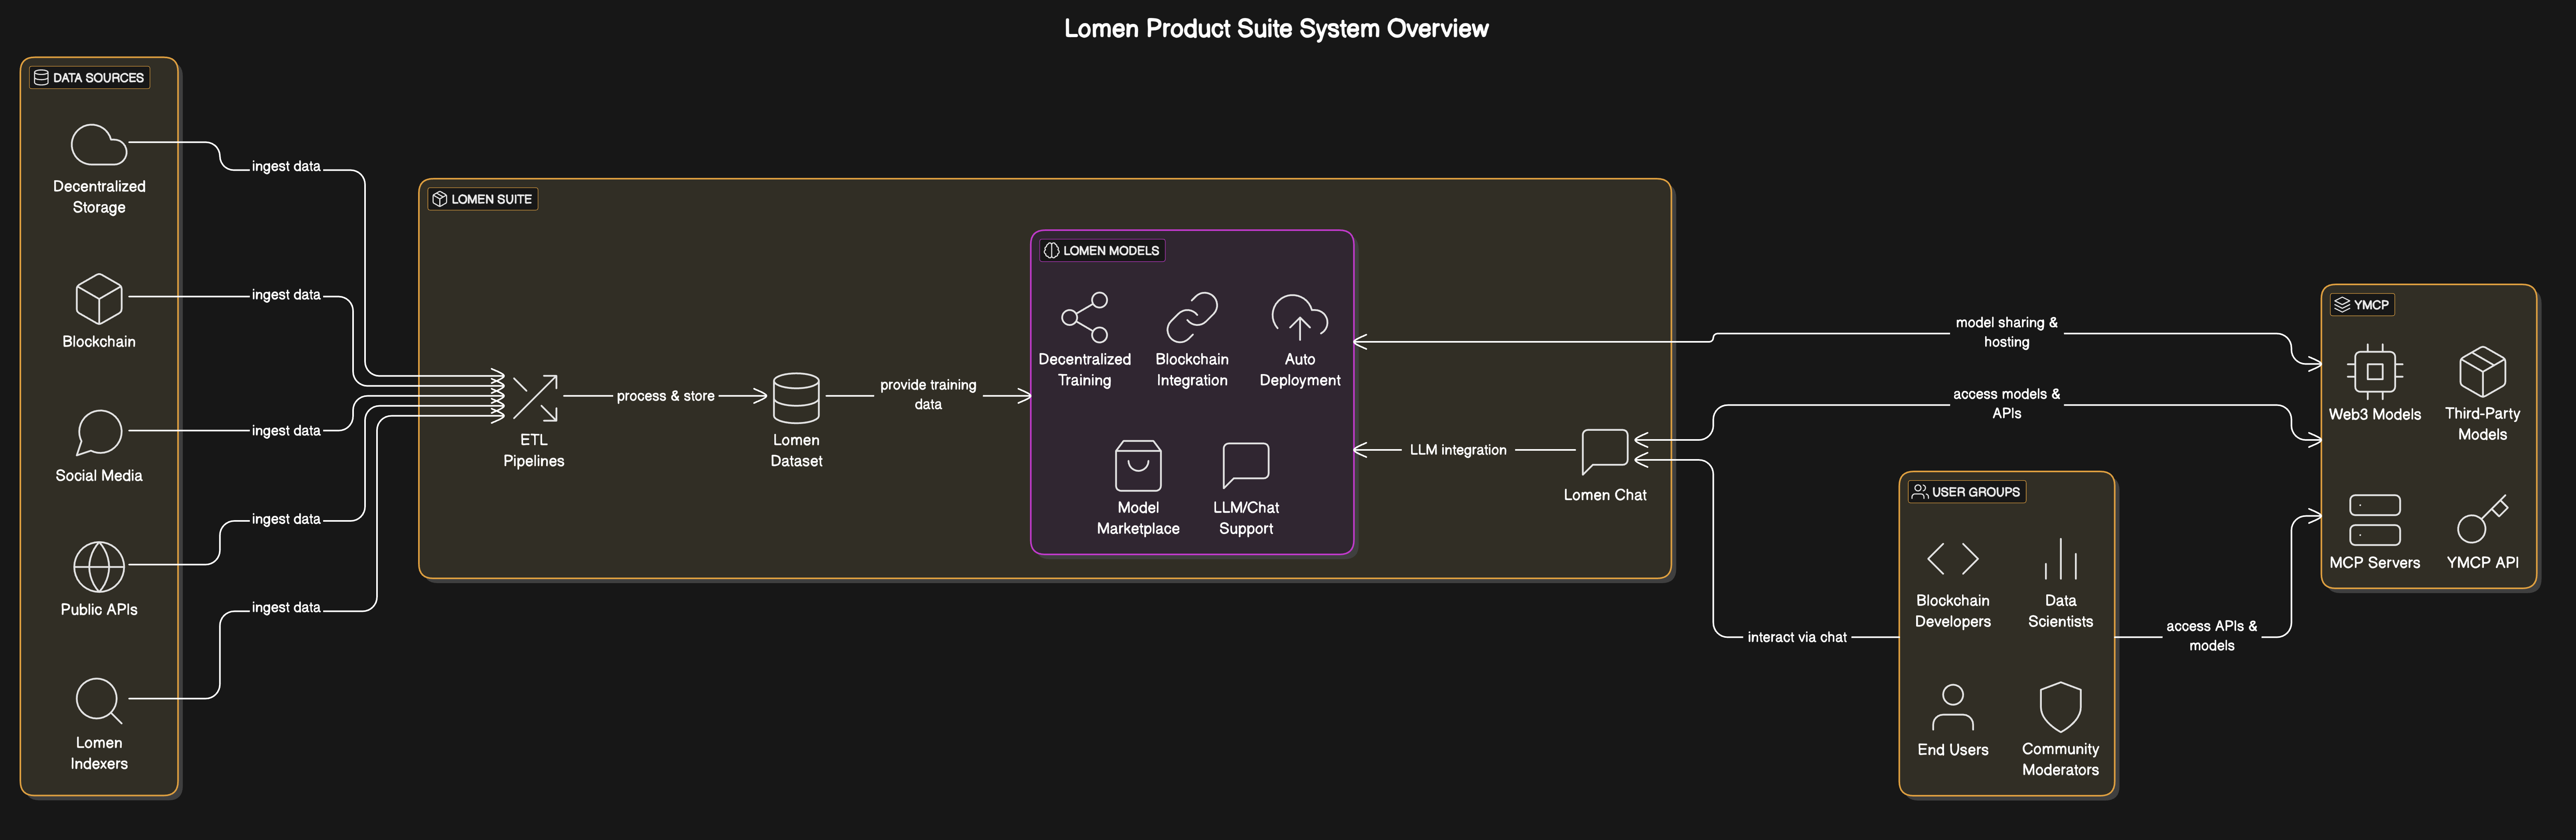 Lomen Product Suite System Overview
DATA SOURCES
Decentralized
Storage
Blockchain
Social Media
Public APIs
Lomen
Indexers
ingest data
ingest data
ingest data
ingest data
ingest data
LOMEN SUITE
ETL
Pipelines
process & store
Lomen
Dataset
provide training
data
LOMEN MODELS
Decentralized
Training
Blockchain
Integration
Auto
Deployment
Model
Marketplace
LLM/Chat
Support
LLM integration
Lomen Chat
model sharing &
hosting
access models &
APIs
interact via chat
USER GROUPS
Blockchain
Developers
Data
Scientists
End Users
Community
Moderators
access APIs &
models
YMCP
Web3 Models
Third-Party
Models
MCP Servers
YMCP API